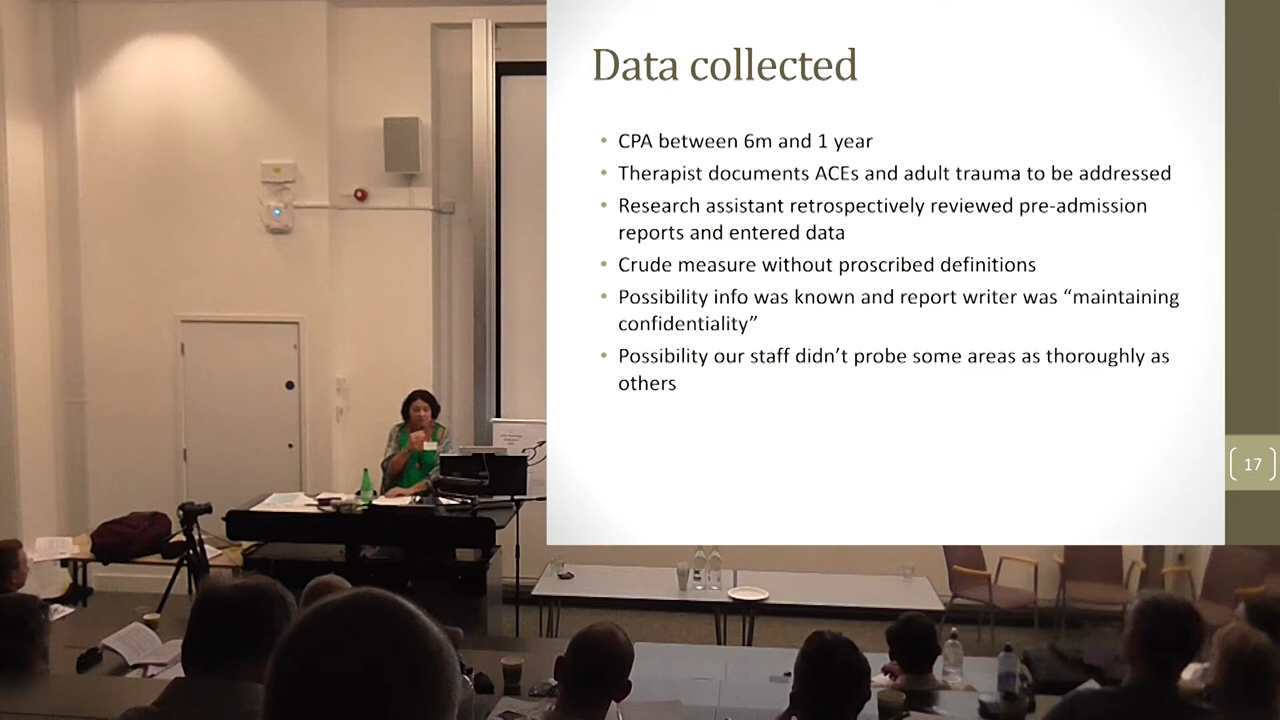 Data collected
• CPA between 6m and 1 year
• Therapist documents ACEs and adult trauma to be addressed
• Research assistant retrospectively reviewed pre-admission
reports and entered data
• Crude measure without proscribed definitions
• Possibility info was known and report writer was “maintaining
confidentiality”
• Possibility our staff didn’t probe some areas as thoroughly as
others
17